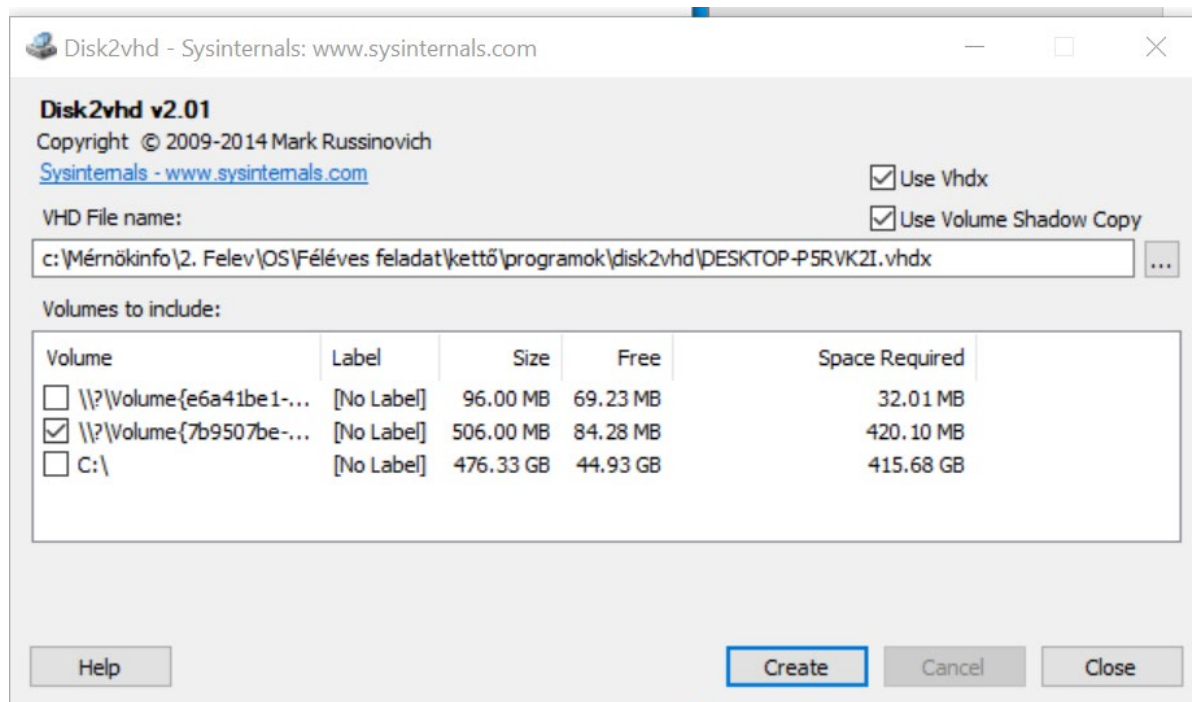 Disk2vhd - Sysinternals: www.sysinternals.com
Disk2vhd v2.01
Copyright © 2009-2014 Mark Russinovich
Sysinternals - www.sysinternals.com
Use Vhdx
VHD File name:
Use Volume Shadow Copy
c:\Mérnökinfo\2. Felev\OS\Féléves feladat\kettő\programok\disk2vhd\DESKTOP-P5RVK2I.vhdx
...
Volumes to include:
Volume Label Size Free Space Required
\\?\Volume{e6a41be1-... [No Label] 96.00 MB 69.23 MB 32.01 MB
\\?\Volume{7b9507be-... [No Label] 506.00 MB 84.28 MB 420.10 MB
C:\ [No Label] 476.33 GB 44.93 GB 415.68 GB
Help Create Cancel Close